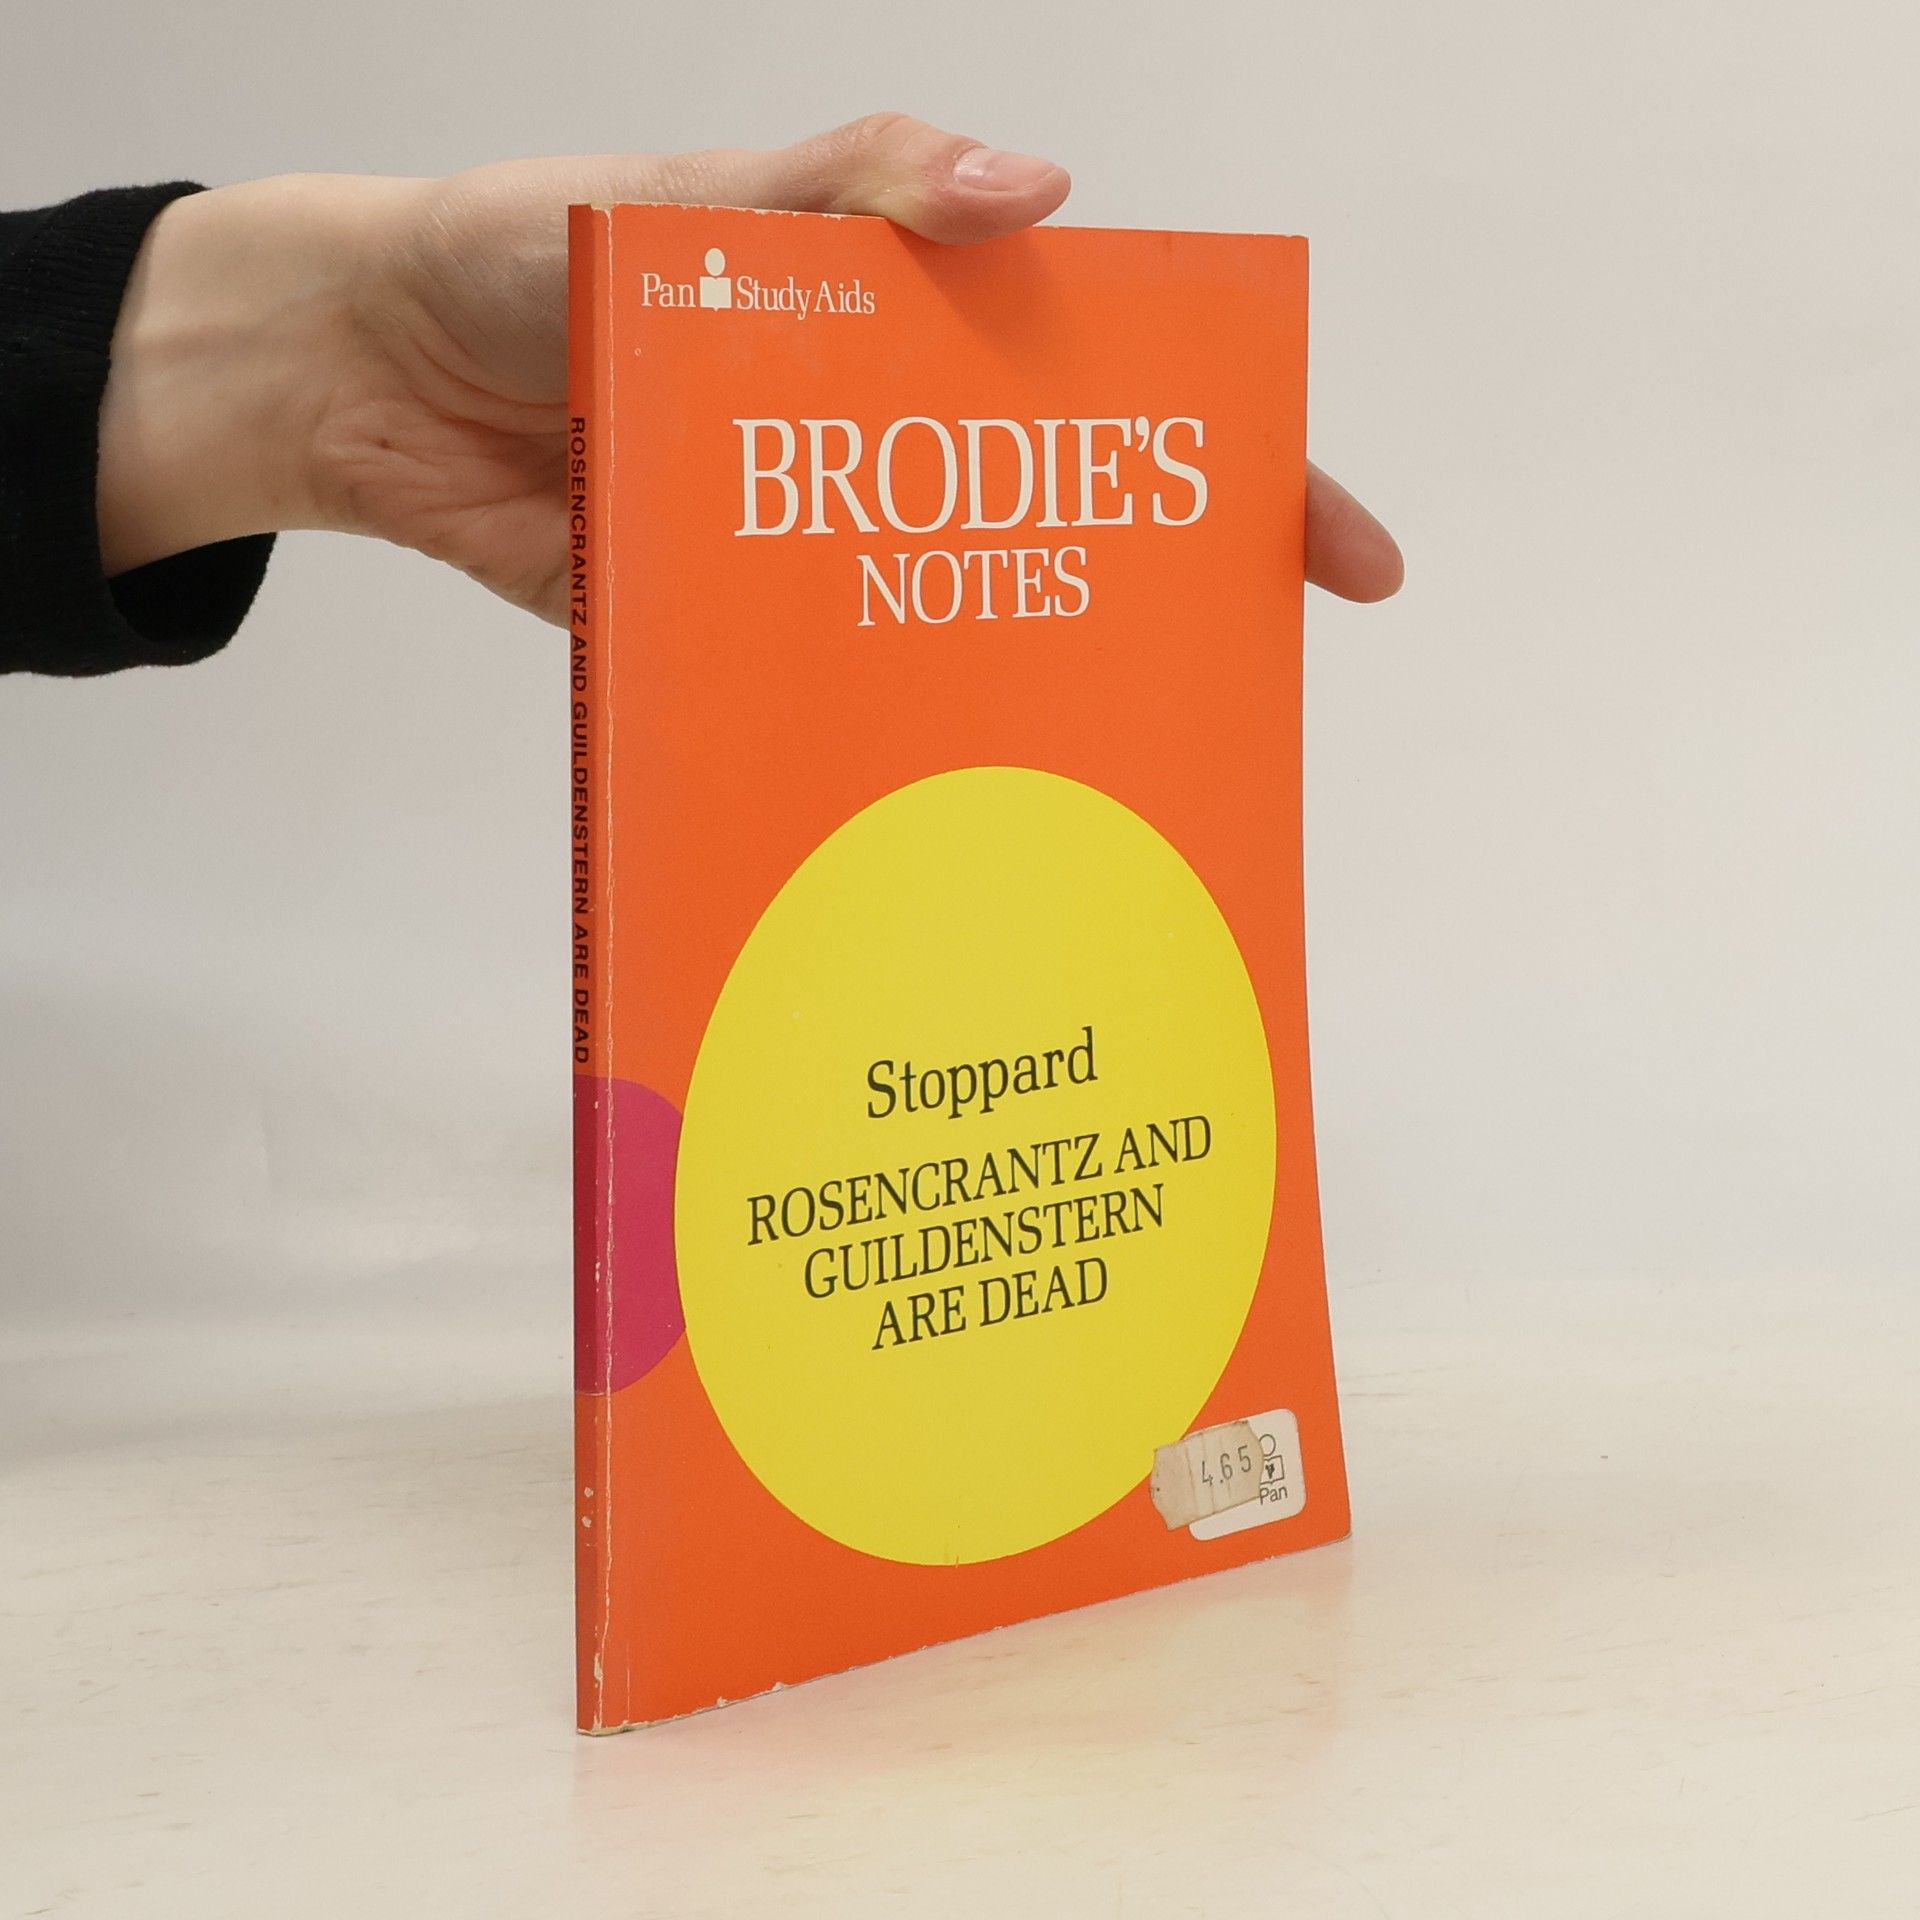 Pan Study Aids
BRODIE'S
NOTES
Stoppard
ROSENCRANTZ AND
GUILDENSTERN
ARE DEAD
4.65
Pan
ROSENCRANTZ AND GUILDENSTERN ARE DEAD